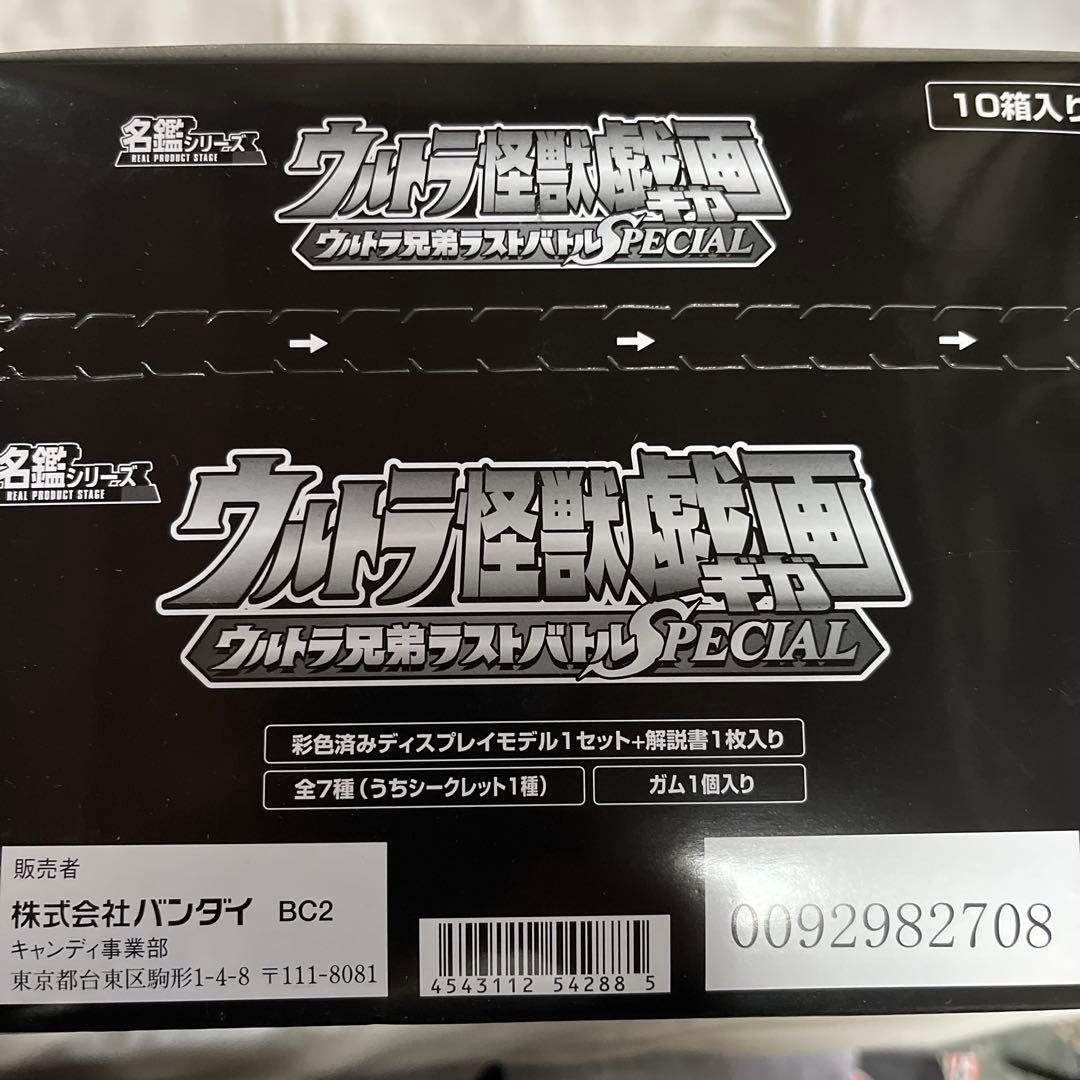 10箱入り
名鑑シリーズ
REAL PRODUCT STAGE
ウルトラ怪獣戯画
ギガ
ウルトラ兄弟ラストバトルSPECIAL
名鑑シリーズ
REAL PRODUCT STAGE
ウルトラ怪獣戯画
ギガ
ウルトラ兄弟ラストバトルSPECIAL
彩色済みディスプレイモデル1セット+解説書1枚入り
全7種(うちシークレット1種)
ガム1個入り
販売者
株式会社バンダイ BC2
キャンディ事業部
東京都台東区駒形1-4-8 〒111-8081
4543112 54288 5
0092982708